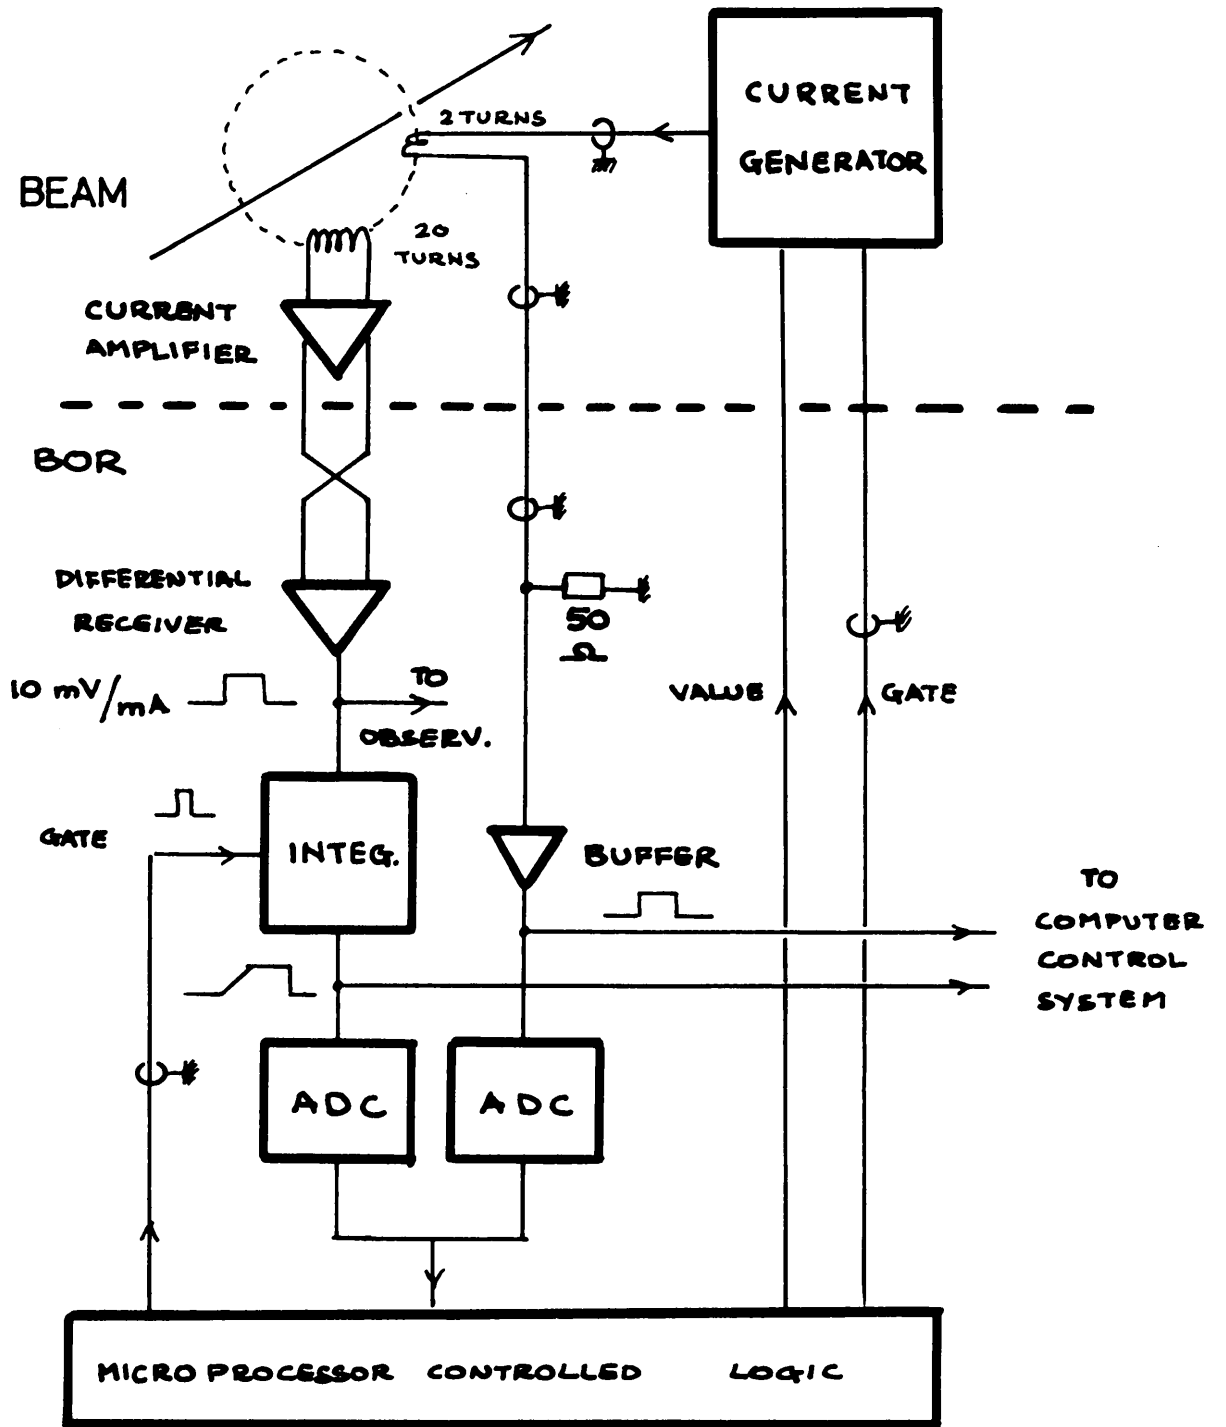 CURRENT
GENERATOR
2 TURNS
BEAM
20
TURNS
CURRENT
AMPLIFIER
BOR
DIFFERENTIAL
RECEIVER
50
Ω
10 mV/mA
TO
OBSERV.
VALUE
GATE
GATE
INTEG.
BUFFER
TO
COMPUTER
CONTROL
SYSTEM
ADC
ADC
MICRO PROCESSOR CONTROLLED LOGIC